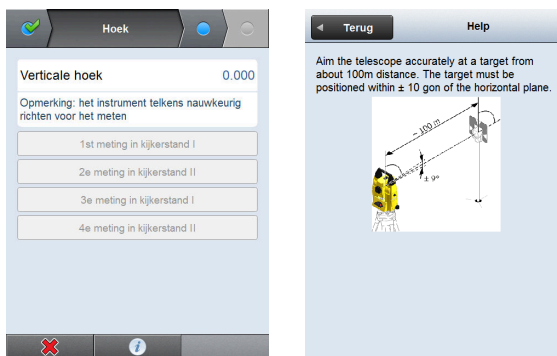 Hoek
Verticale hoek 0.000
Opmerking: het instrument telkens nauwkeurig
richten voor het meten
1st meting in kijkerstand I
2e meting in kijkerstand II
3e meting in kijkerstand I
4e meting in kijkerstand II
Terug
Help
Aim the telescope accurately at a target from
about 100m distance. The target must be
positioned within ± 10 gon of the horizontal plane.
~ 100 m
± 9°